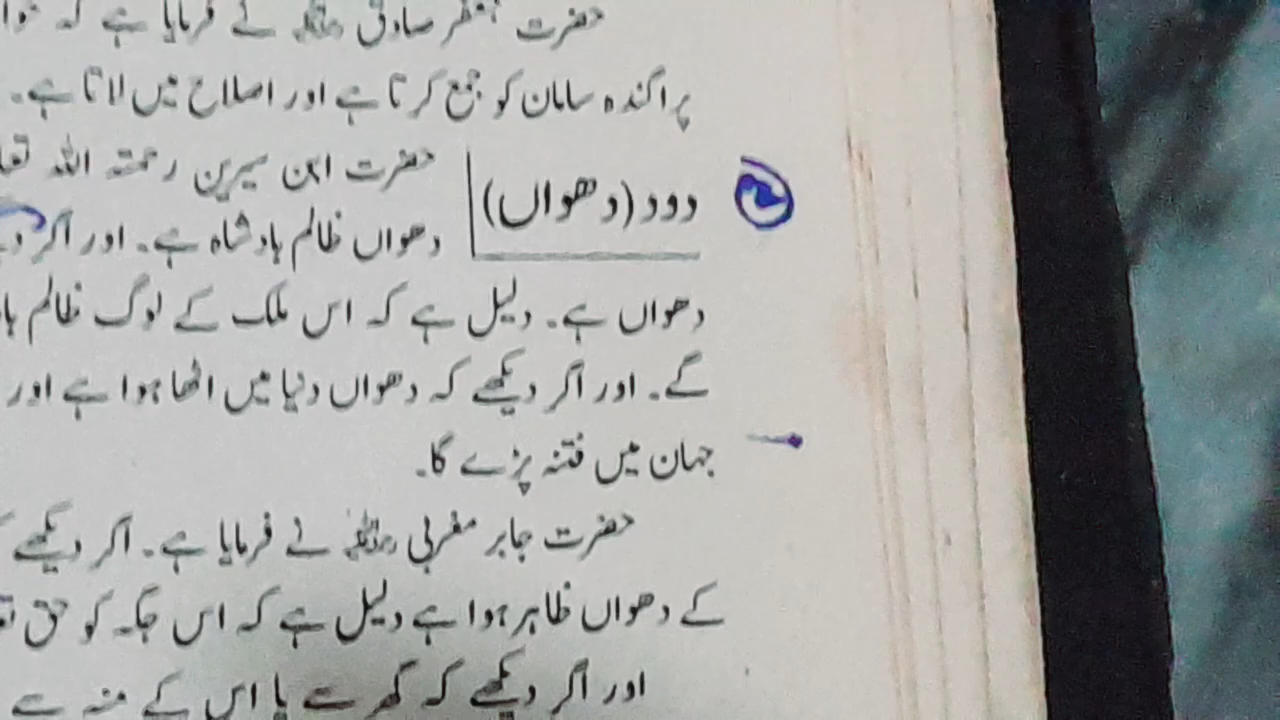 حضرت جعفر صادق نے فرمایا ہے کہ
پراگندہ سامان کو جمع کرتا ہے اور اصلاح میں لاتا ہے۔
دود (دھواں)
حضرت ابن سیرین رحمتہ اللہ
دھواں ظالم بادشاہ ہے۔ اور اگر
دھواں ہے۔ دلیل ہے کہ اس ملک کے لوگ ظالم
گے۔ اور اگر دیکھے کہ دھواں دنیا میں اٹھا ہوا ہے اور
جہان میں فتنہ پڑے گا۔
حضرت جابر مغربی نے فرمایا ہے۔ اگر دیکھے
کے دھواں ظاہر ہوا ہے دلیل ہے کہ اس جگہ کو حق
اور اگر دیکھے کہ گھر سے یا اس کے منہ سے